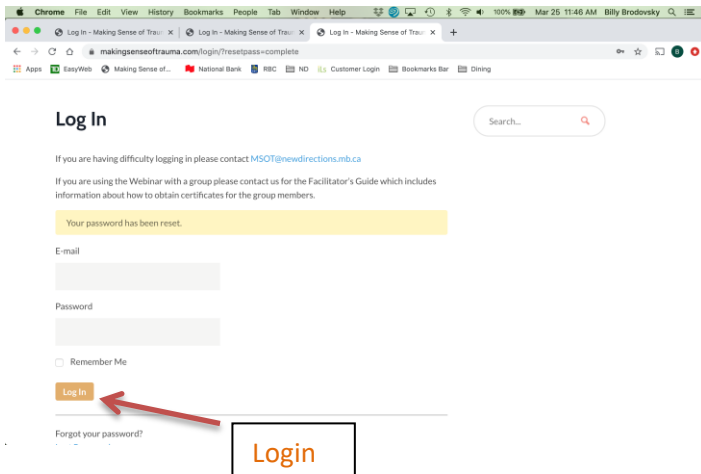 Chrome File Edit View History Bookmarks People Tab Window Help 100% Mar 25 11:46 AM Billy Brodovsky
Log In - Making Sense of Traum x Log In - Making Sense of Traum x Log In - Making Sense of Traum x +
makingsenseoftrauma.com/login/?resetpass=complete
Apps EasyWeb Making Sense of... National Bank RBC ND Customer Login Bookmarks Bar Dining
Log In
Search...
If you are having difficulty logging in please contact MSOT@newdirections.mb.ca
If you are using the Webinar with a group please contact us for the Facilitator's Guide which includes
information about how to obtain certificates for the group members.
Your password has been reset.
E-mail
Password
Remember Me
Log In
Forgot your password?
Login